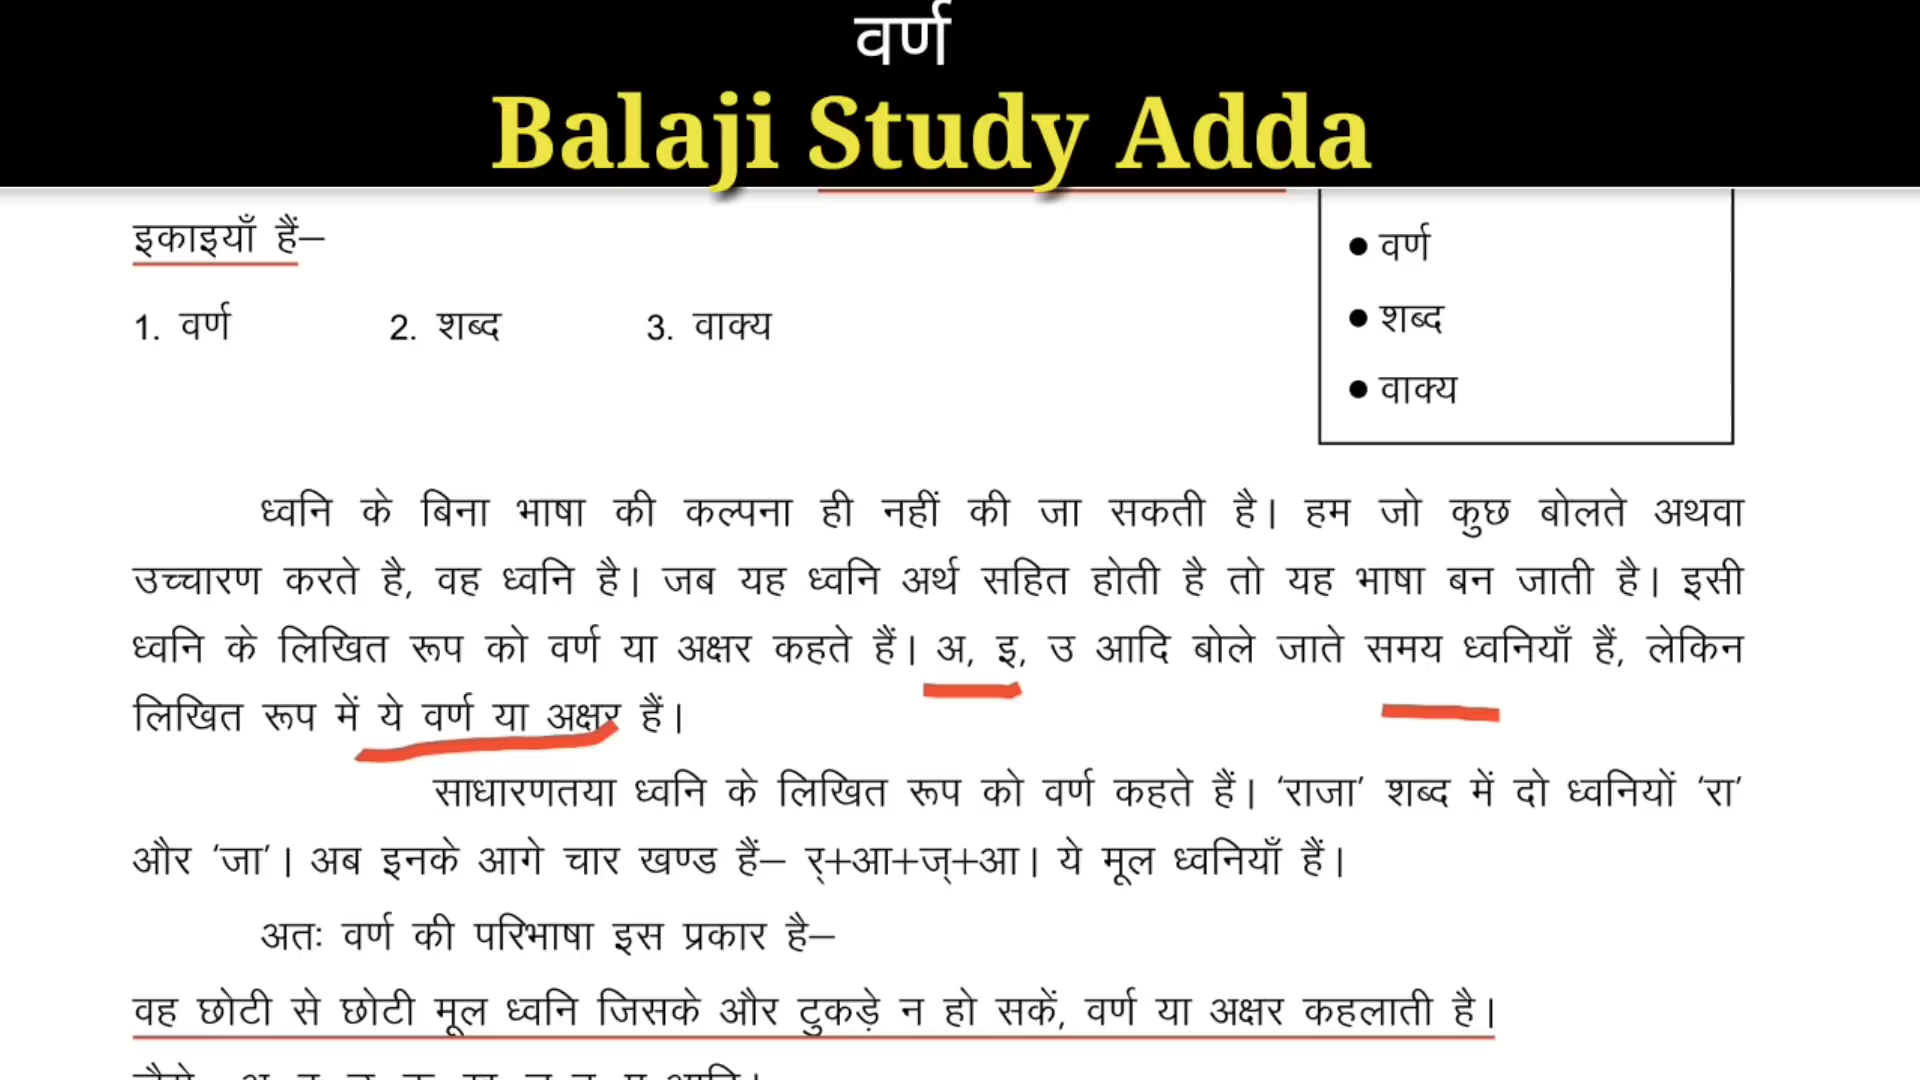 वर्ण
Balaji Study Adda
इकाइयाँ हैं–
1. वर्ण 2. शब्द 3. वाक्य
● वर्ण
● शब्द
● वाक्य
ध्वनि के बिना भाषा की कल्पना ही नहीं की जा सकती है। हम जो कुछ बोलते अथवा
उच्चारण करते है, वह ध्वनि है। जब यह ध्वनि अर्थ सहित होती है तो यह भाषा बन जाती है। इसी
ध्वनि के लिखित रूप को वर्ण या अक्षर कहते हैं। अ, इ, उ आदि बोले जाते समय ध्वनियाँ हैं, लेकिन
लिखित रूप में ये वर्ण या अक्षर हैं।
साधारणतया ध्वनि के लिखित रूप को वर्ण कहते हैं। ‘राजा’ शब्द में दो ध्वनियों ‘रा’
और ‘जा’। अब इनके आगे चार खण्ड हैं– र्+आ+ज्+आ। ये मूल ध्वनियाँ हैं।
अतः वर्ण की परिभाषा इस प्रकार है–
वह छोटी से छोटी मूल ध्वनि जिसके और टुकड़े न हो सकें, वर्ण या अक्षर कहलाती है।